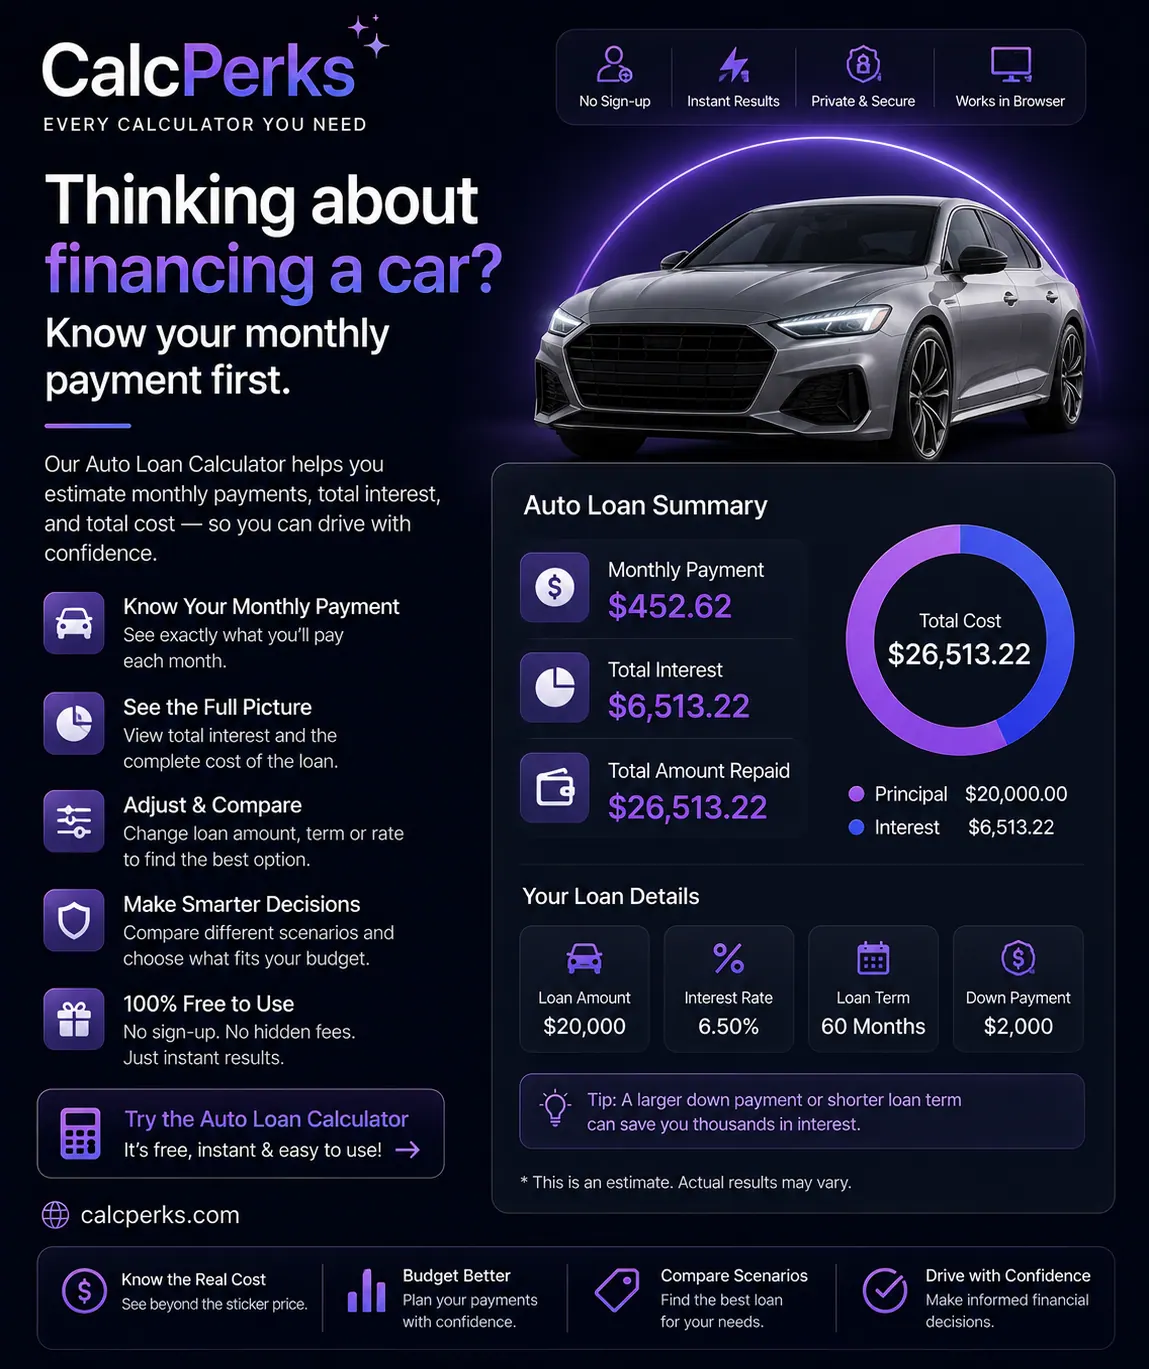 CalcPerks
EVERY CALCULATOR YOU NEED
No Sign-up
Instant Results
Private & Secure
Works in Browser
Thinking about
financing a car?
Know your monthly
payment first.
Our Auto Loan Calculator helps you
estimate monthly payments, total interest,
and total cost — so you can drive with
confidence.
Know Your Monthly Payment
See exactly what you'll pay
each month.
See the Full Picture
View total interest and the
complete cost of the loan.
Adjust & Compare
Change loan amount, term or rate
to find the best option.
Make Smarter Decisions
Compare different scenarios and
choose what fits your budget.
100% Free to Use
No sign-up. No hidden fees.
Just instant results.
Try the Auto Loan Calculator
It's free, instant & easy to use! →
calcperks.com
Auto Loan Summary
Monthly Payment
$452.62
Total Interest
$6,513.22
Total Amount Repaid
$26,513.22
Total Cost
$26,513.22
Principal $20,000.00
Interest $6,513.22
Your Loan Details
Loan Amount
$20,000
Interest Rate
6.50%
Loan Term
60 Months
Down Payment
$2,000
Tip: A larger down payment or shorter loan term
can save you thousands in interest.
* This is an estimate. Actual results may vary.
Know the Real Cost
See beyond the sticker price.
Budget Better
Plan your payments
with confidence.
Compare Scenarios
Find the best loan
for your needs.
Drive with Confidence
Make informed financial
decisions.